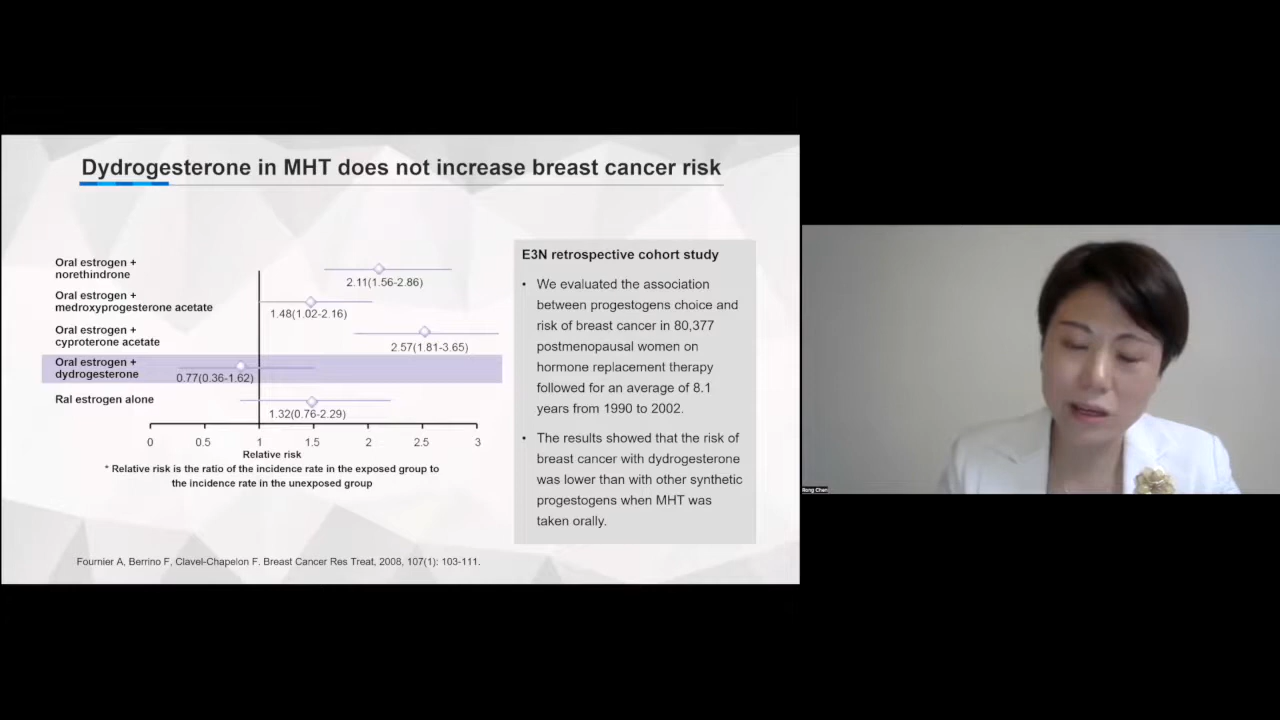 Dydrogesterone in MHT does not increase breast cancer risk
Oral estrogen +
norethindrone
2.11(1.56-2.86)
Oral estrogen +
medroxyprogesterone acetate
1.48(1.02-2.16)
Oral estrogen +
cyproterone acetate
2.57(1.81-3.65)
Oral estrogen +
dydrogesterone
0.77(0.36-1.62)
Ral estrogen alone
1.32(0.76-2.29)
0 0.5 1 1.5 2 2.5 3
Relative risk
* Relative risk is the ratio of the incidence rate in the exposed group to
the incidence rate in the unexposed group
E3N retrospective cohort study
• We evaluated the association
between progestogens choice and
risk of breast cancer in 80,377
postmenopausal women on
hormone replacement therapy
followed for an average of 8.1
years from 1990 to 2002.
• The results showed that the risk of
breast cancer with dydrogesterone
was lower than with other synthetic
progestogens when MHT was
taken orally.
Fournier A, Berrino F, Clavel-Chapelon F. Breast Cancer Res Treat, 2008, 107(1): 103-111.
Rong Chen